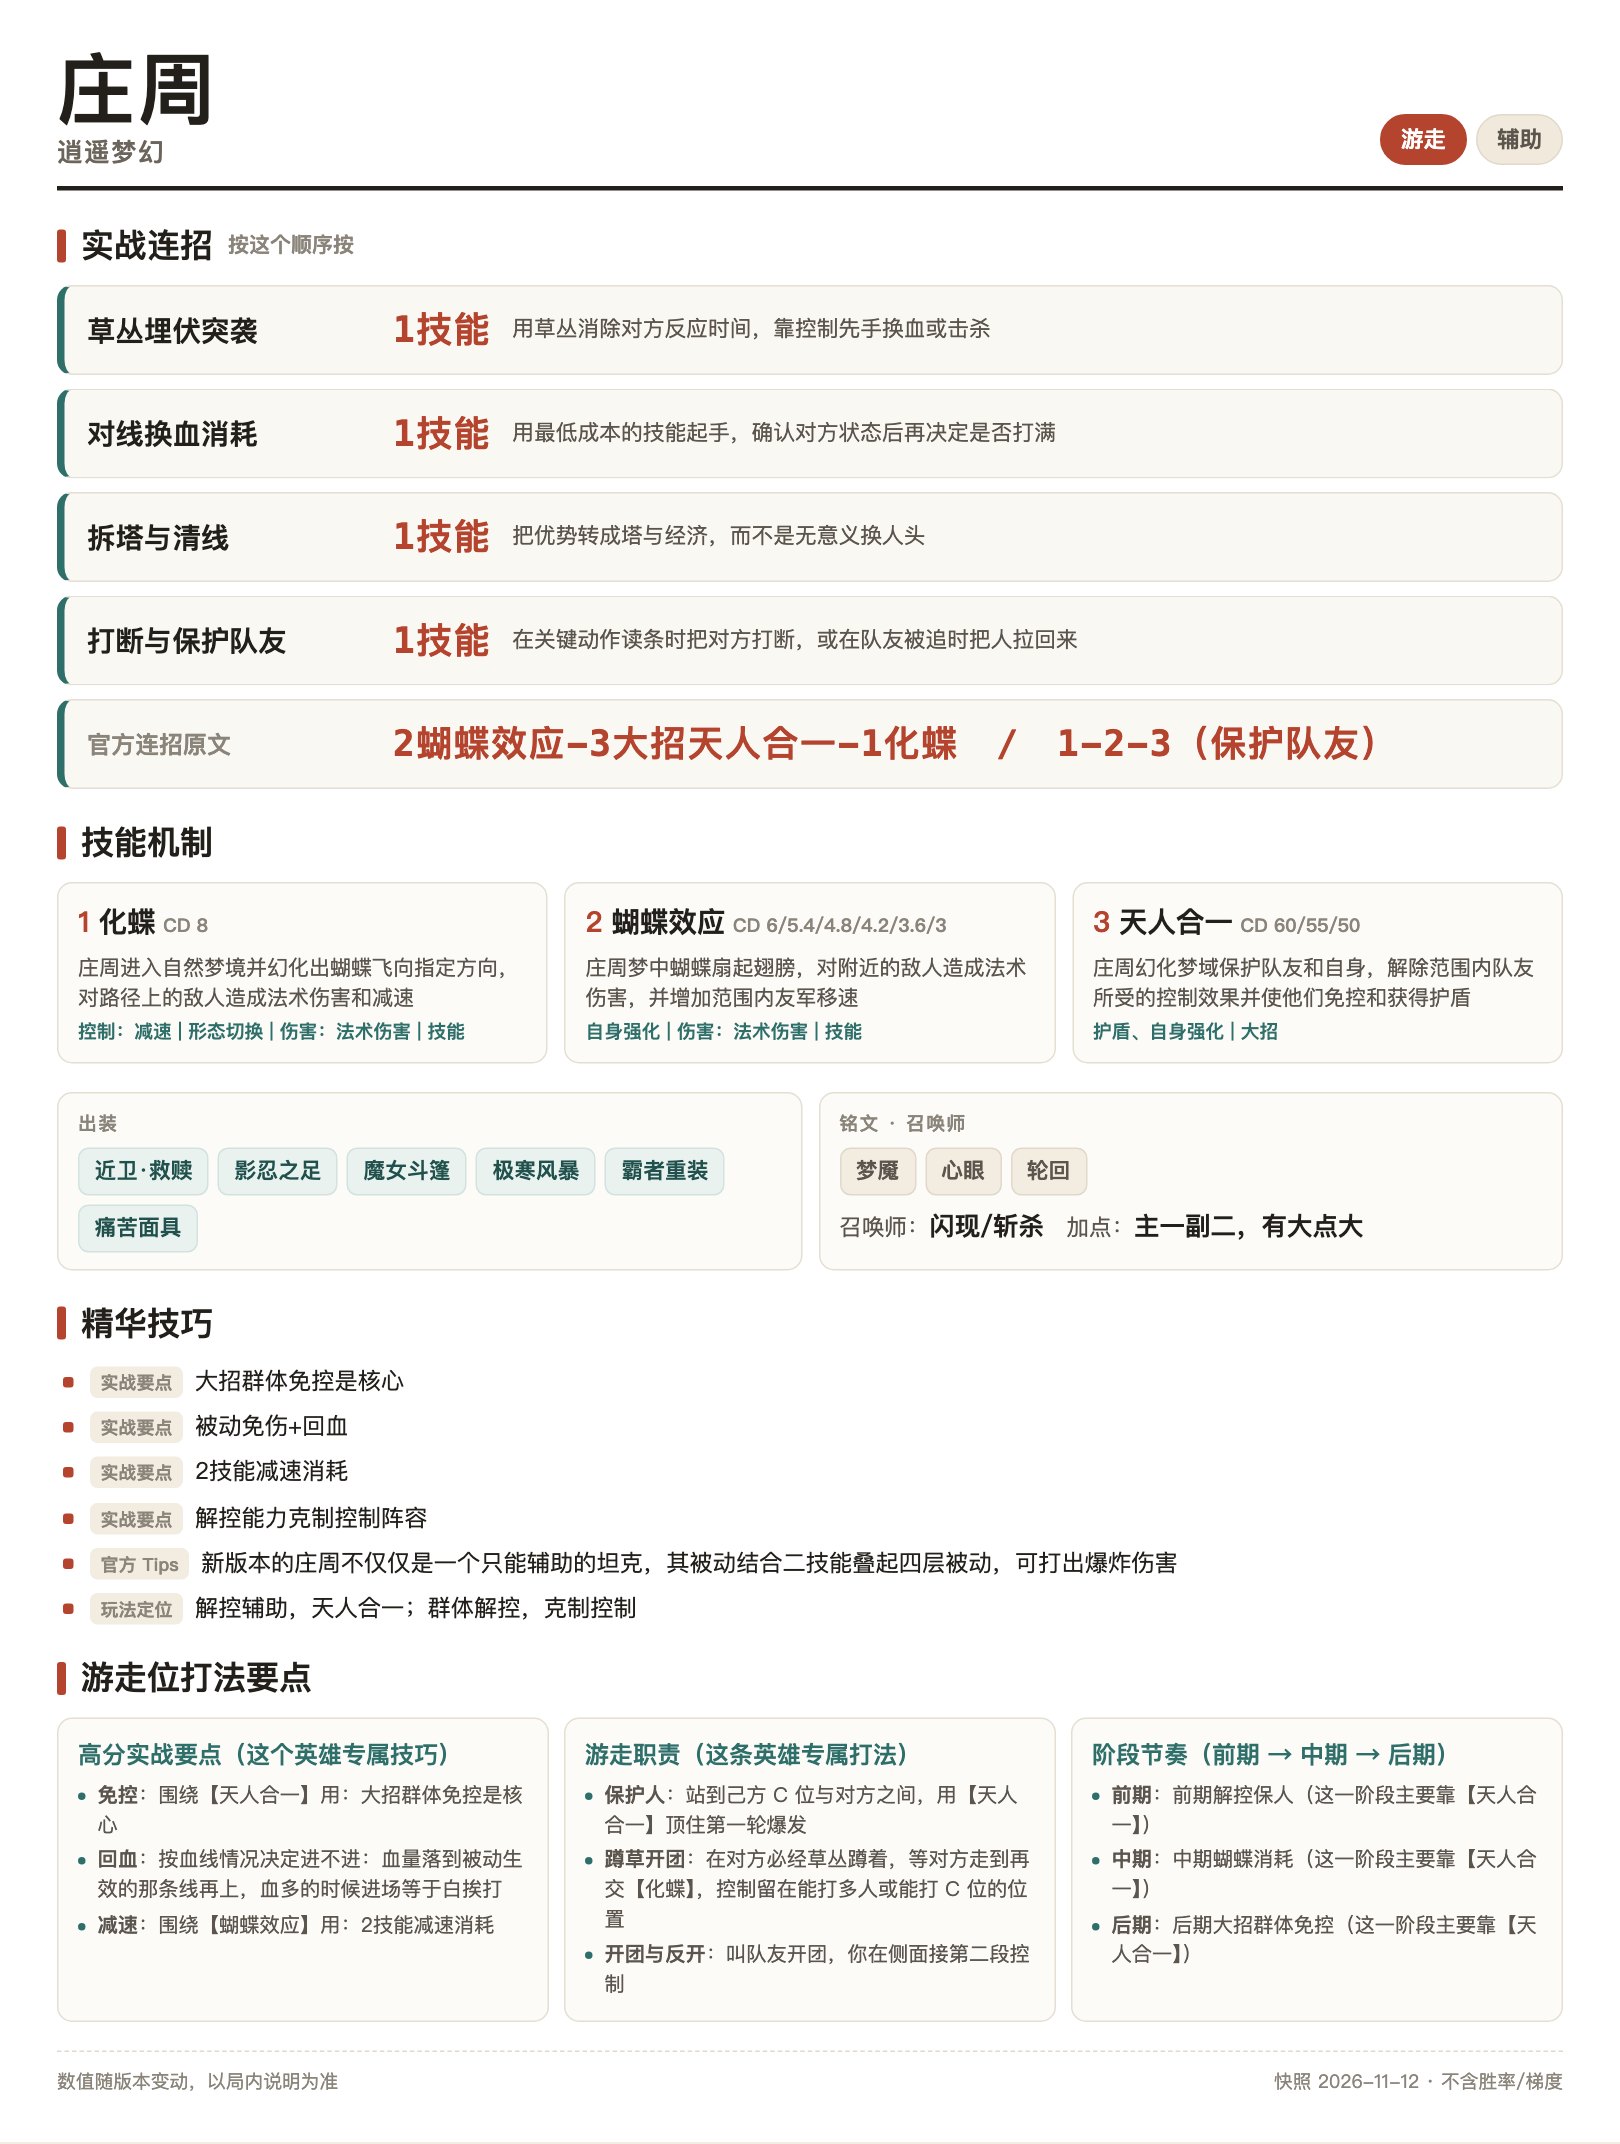 庄周
逍遥梦幻
游走 辅助
实战连招 按这个顺序按
草丛埋伏突袭 1技能 用草丛消除对方反应时间，靠控制先手换血或击杀
对线换血消耗 1技能 用最低成本的技能起手，确认对方状态后再决定是否打满
拆塔与清线 1技能 把优势转成塔与经济，而不是无意义换人头
打断与保护队友 1技能 在关键动作读条时把对方打断，或在队友被追时把人拉回来
官方连招原文 2蝴蝶效应-3大招天人合一-1化蝶 / 1-2-3（保护队友）
技能机制
1 化蝶 CD 8
庄周进入自然梦境并幻化出蝴蝶飞向指定方向，
对路径上的敌人造成法术伤害和减速
控制：减速 | 形态切换 | 伤害：法术伤害 | 技能
2 蝴蝶效应 CD 6/5.4/4.8/4.2/3.6/3
庄周梦中蝴蝶扇起翅膀，对附近的敌人造成法术
伤害，并增加范围内友军移速
自身强化 | 伤害：法术伤害 | 技能
3 天人合一 CD 60/55/50
庄周幻化梦域保护队友和自身，解除范围内队友
所受的控制效果并使他们免控和获得护盾
护盾、自身强化 | 大招
出装
近卫·救赎 影忍之足 魔女斗篷 极寒风暴 霸者重装
痛苦面具
铭文 · 召唤师
梦魇 心眼 轮回
召唤师：闪现/斩杀 加点：主一副二，有大点大
精华技巧
实战要点 大招群体免控是核心
实战要点 被动免伤+回血
实战要点 2技能减速消耗
实战要点 解控能力克制控制阵容
官方 Tips 新版本的庄周不仅仅是一个只能辅助的坦克，其被动结合二技能叠起四层被动，可打出爆炸伤害
玩法定位 解控辅助，天人合一；群体解控，克制控制
游走位打法要点
高分实战要点（这个英雄专属技巧）
免控：围绕【天人合一】用：大招群体免控是核
心
回血：按血线情况决定进不进：血量落到被动生
效的那条线再上，血多的时候进场等于白挨打
减速：围绕【蝴蝶效应】用：2技能减速消耗
游走职责（这条英雄专属打法）
保护人：站到己方 C 位与对方之间，用【天人
合一】顶住第一轮爆发
蹲草开团：在对方必经草丛蹲着，等对方走到再
交【化蝶】，控制留在能打多人或能打 C 位的位
置
开团与反开：叫队友开团，你在侧面接第二段控
制
阶段节奏（前期 → 中期 → 后期）
前期：前期解控保人（这一阶段主要靠【天人合
一】）
中期：中期蝴蝶消耗（这一阶段主要靠【天人合
一】）
后期：后期大招群体免控（这一阶段主要靠【天
人合一】）
数值随版本变动，以局内说明为准
快照 2026-11-12 · 不含胜率/梯度